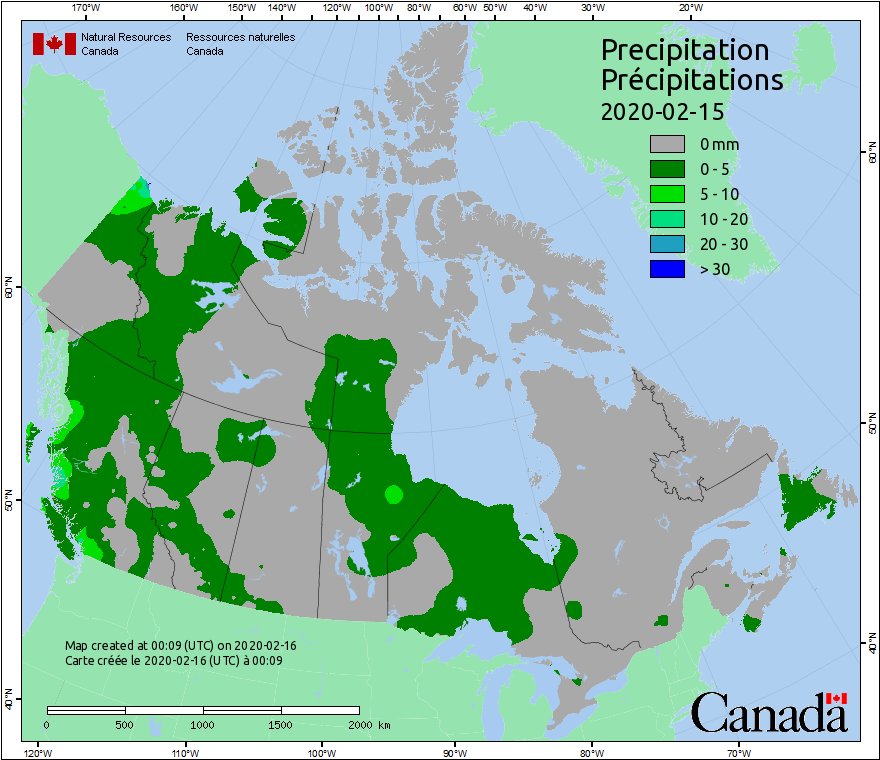 170°W 160°W 150°W 140°W 120°W 100°W 80°W 60°W 50°W 40°W 30°W 20°W
Natural Resources Ressources naturelles
Canada Canada
Precipitation
Précipitations
2020-02-15
0 mm
0 - 5
5 - 10
10 - 20
20 - 30
> 30
60°N
60°N
50°N
50°N
40°N
40°N
Map created at 00:09 (UTC) on 2020-02-16
Carte créée le 2020-02-16 (UTC) à 00:09
0 500 1000 1500 2000 km
Canada
120°W 110°W 100°W 90°W 80°W 70°W